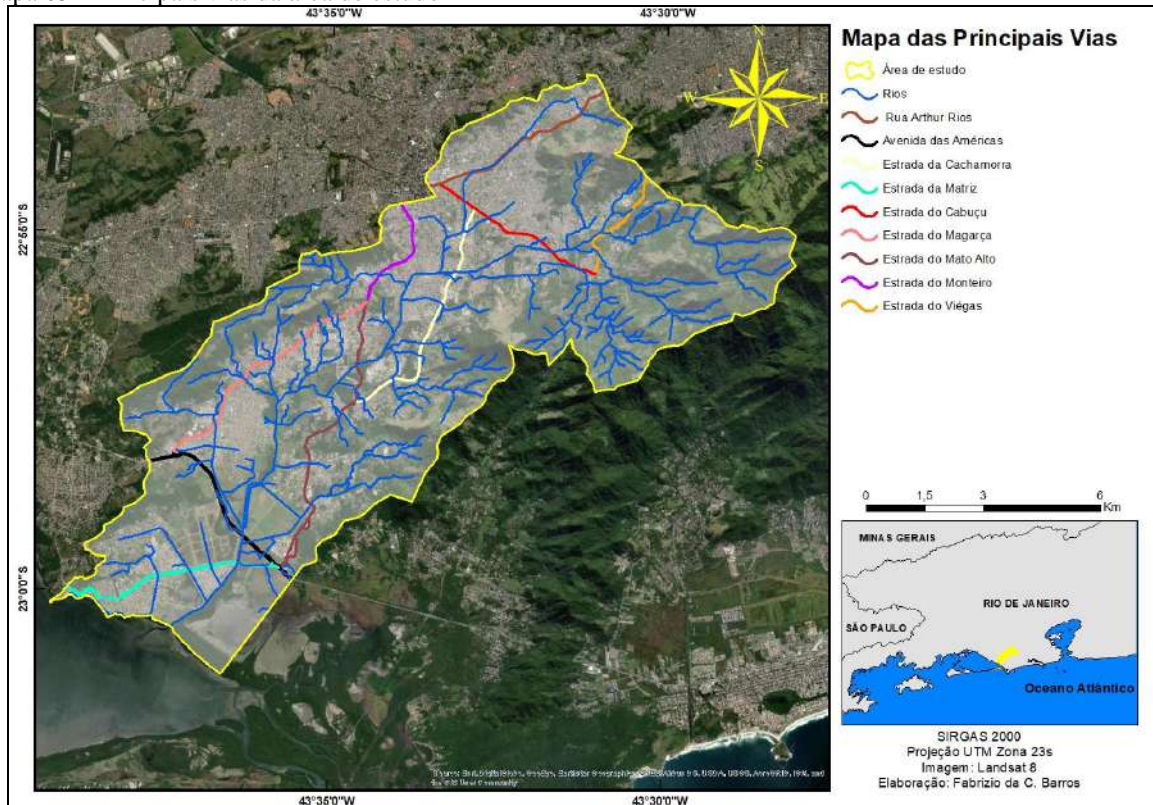 43°35'0"W
43°30'0"W
22°55'0"S
23°0'0"S
43°35'0"W
43°30'0"W
N
W
E
S
Mapa das Principais Vias
Área de estudo
Rios
Rua Arthur Rios
Avenida das Américas
Estrada da Cachamorra
Estrada da Matriz
Estrada do Cabuçu
Estrada do Magarça
Estrada do Mato Alto
Estrada do Monteiro
Estrada do Viégas
0 1,5 3 6
Km
MINAS GERAIS
RIO DE JANEIRO
SÃO PAULO
Oceano Atlântico
SIRGAS 2000
Projeção UTM Zona 23s
Imagem: Landsat 8
Elaboração: Fabrizio da C. Barros